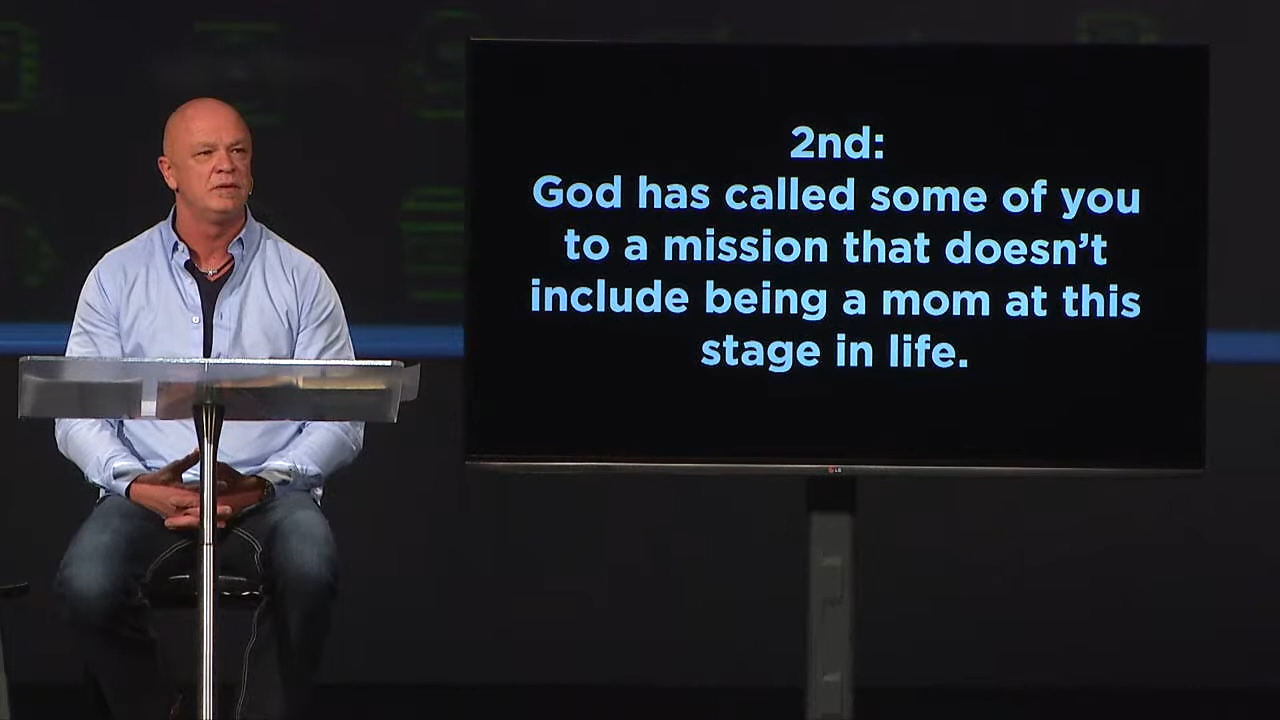 2nd:
God has called some of you
to a mission that doesn’t
include being a mom at this
stage in life.
LG